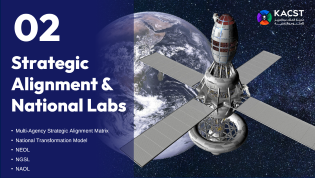 02
KACST
Strategic
Alignment &
National Labs
• Multi-Agency Strategic Alignment Matrix
• National Transformation Model
• NEOL
• NGSL
• NAOL